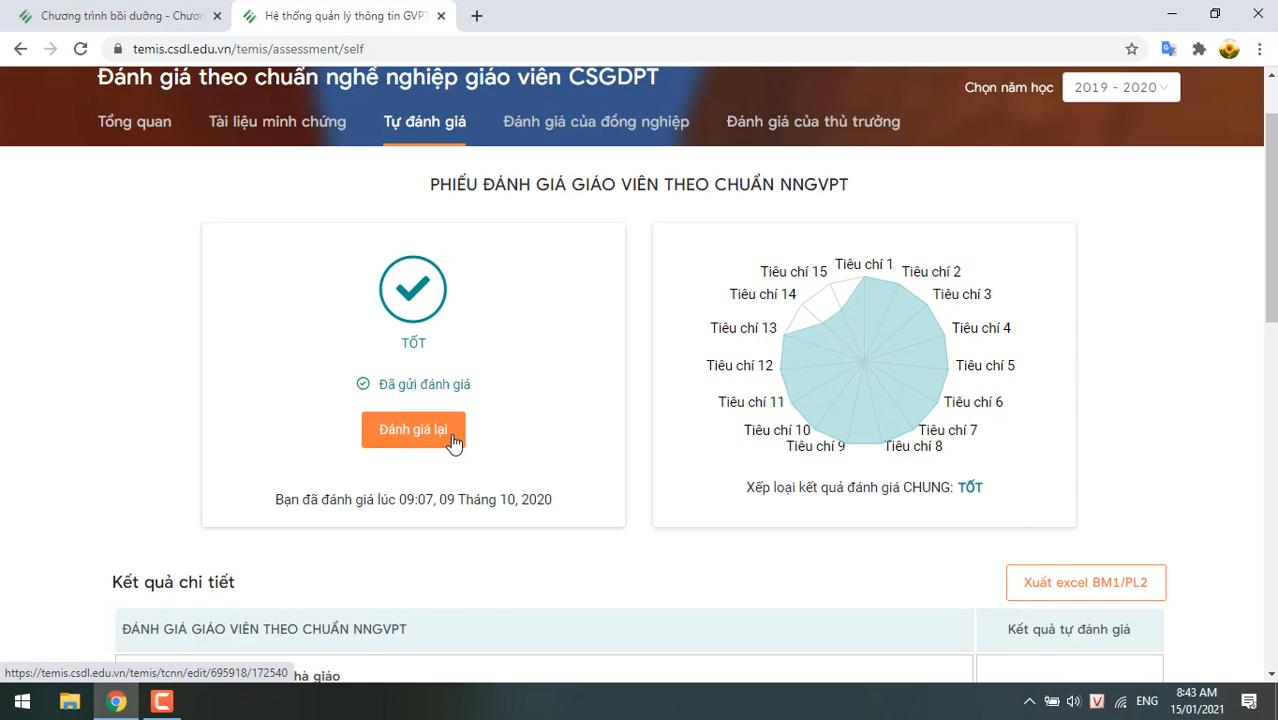 Chương trình bồi dưỡng - Chươn
Hệ thống quản lý thông tin GVPT
temis.csdl.edu.vn/temis/assessment/self
Đánh giá theo chuẩn nghề nghiệp giáo viên CSGDPT
Chọn năm học
2019 - 2020
Tổng quan
Tài liệu minh chứng
Tự đánh giá
Đánh giá của đồng nghiệp
Đánh giá của thủ trưởng
PHIẾU ĐÁNH GIÁ GIÁO VIÊN THEO CHUẨN NNGVPT
TỐT
Đã gửi đánh giá
Đánh giá lại
Bạn đã đánh giá lúc 09:07, 09 Tháng 10, 2020
Tiêu chí 1
Tiêu chí 2
Tiêu chí 3
Tiêu chí 4
Tiêu chí 5
Tiêu chí 6
Tiêu chí 7
Tiêu chí 8
Tiêu chí 9
Tiêu chí 10
Tiêu chí 11
Tiêu chí 12
Tiêu chí 13
Tiêu chí 14
Tiêu chí 15
Xếp loại kết quả đánh giá CHUNG: TỐT
Kết quả chi tiết
Xuất excel BM1/PL2
ĐÁNH GIÁ GIÁO VIÊN THEO CHUẨN NNGVPT
Kết quả tự đánh giá
hà giáo
https://temis.csdl.edu.vn/temis/tcnn/edit/695918/172540
ENG
8:43 AM
15/01/2021